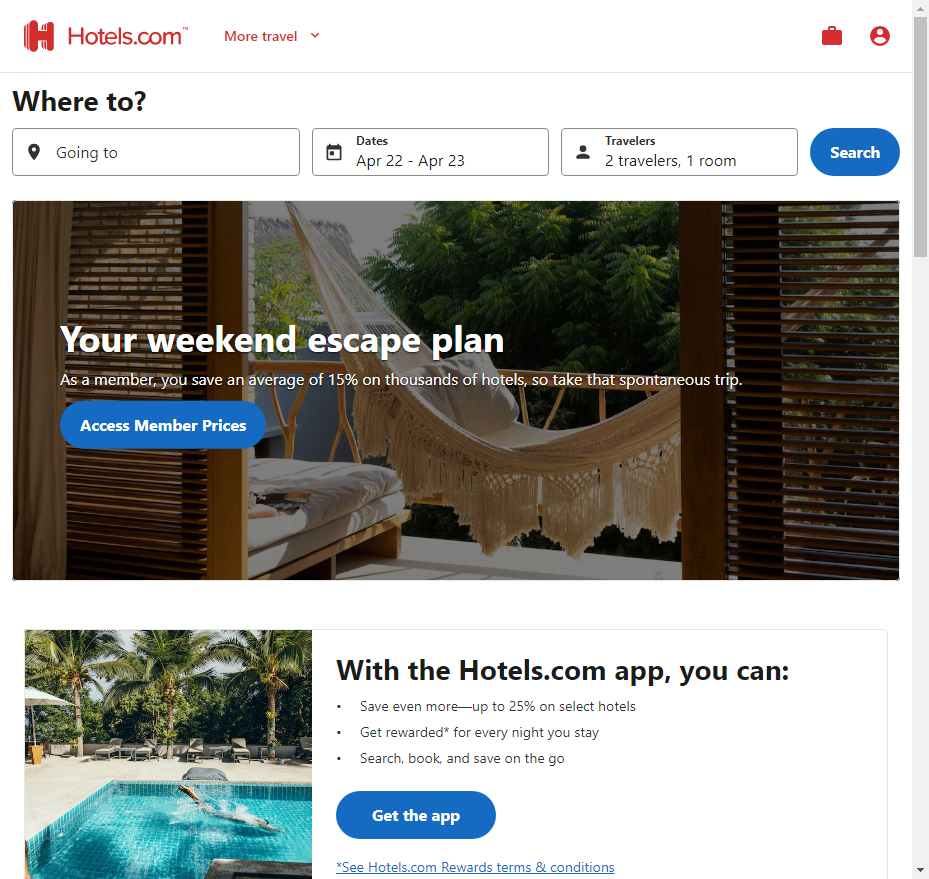 Hotels.com™
More travel
Where to?
Going to
Dates
Apr 22 - Apr 23
Travelers
2 travelers, 1 room
Search
Your weekend escape plan
As a member, you save an average of 15% on thousands of hotels, so take that spontaneous trip.
Access Member Prices
With the Hotels.com app, you can:
• Save even more—up to 25% on select hotels
• Get rewarded* for every night you stay
• Search, book, and save on the go
Get the app
*See Hotels.com Rewards terms & conditions